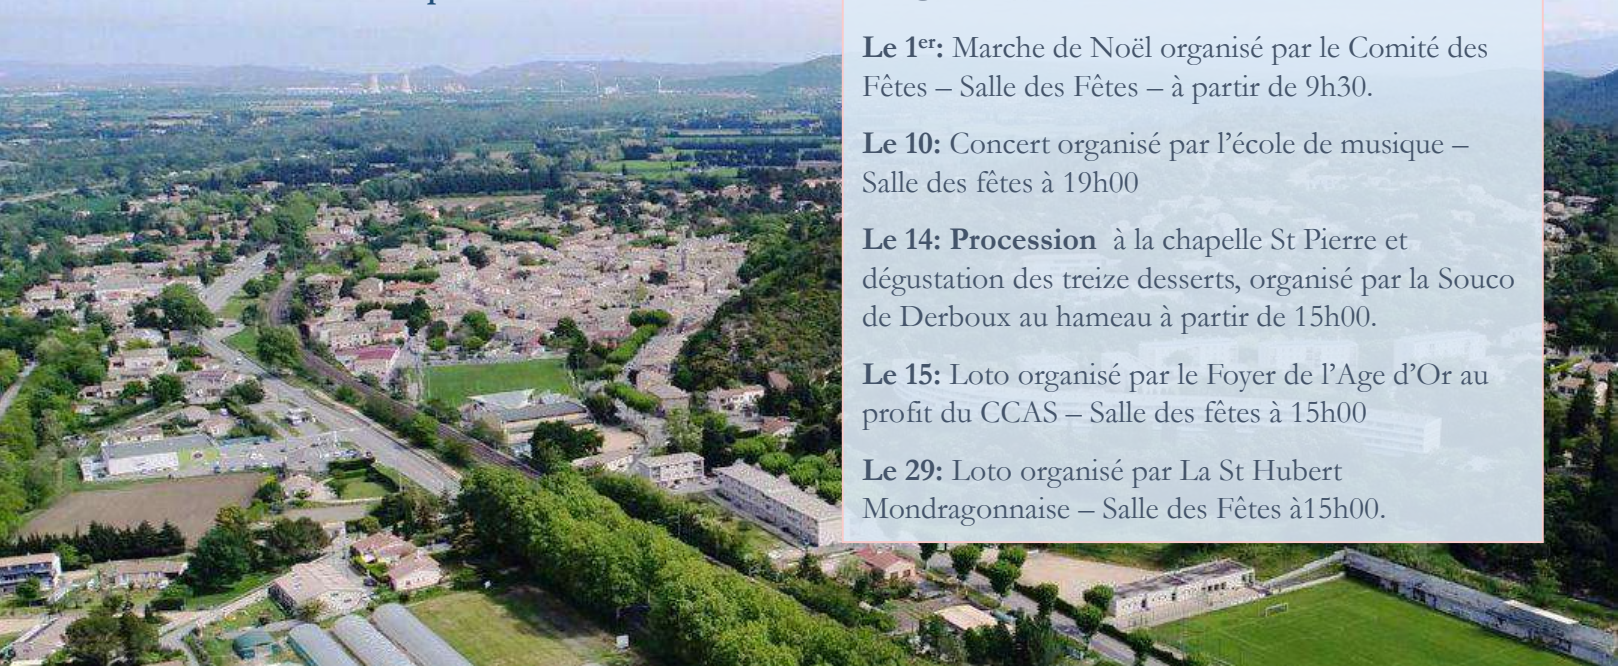 Le 1er: Marche de Noël organisé par le Comité des
Fêtes – Salle des Fêtes – à partir de 9h30.
Le 10: Concert organisé par l'école de musique –
Salle des fêtes à 19h00
Le 14: Procession à la chapelle St Pierre et
dégustation des treize desserts, organisé par la Souco
de Derboux au hameau à partir de 15h00.
Le 15: Loto organisé par le Foyer de l'Age d'Or au
profit du CCAS – Salle des fêtes à 15h00
Le 29: Loto organisé par La St Hubert
Mondragonnaise – Salle des Fêtes à15h00.